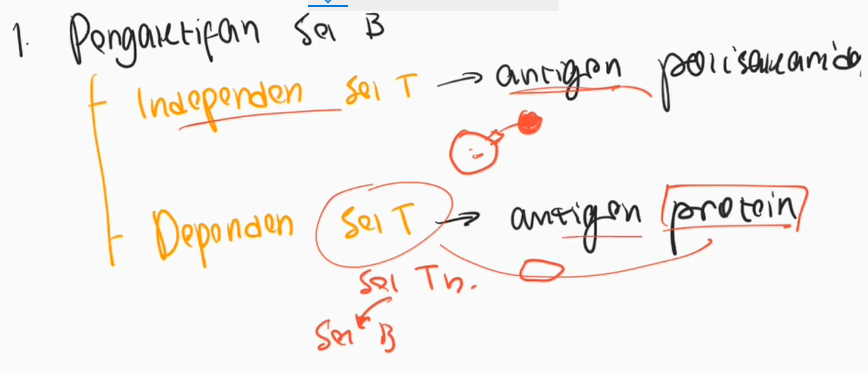 1. Pengaktifan Sel B
Independen Sel T → antigen polisakarida
Dependen Sel T → antigen protein
Sel Th.
Sel B